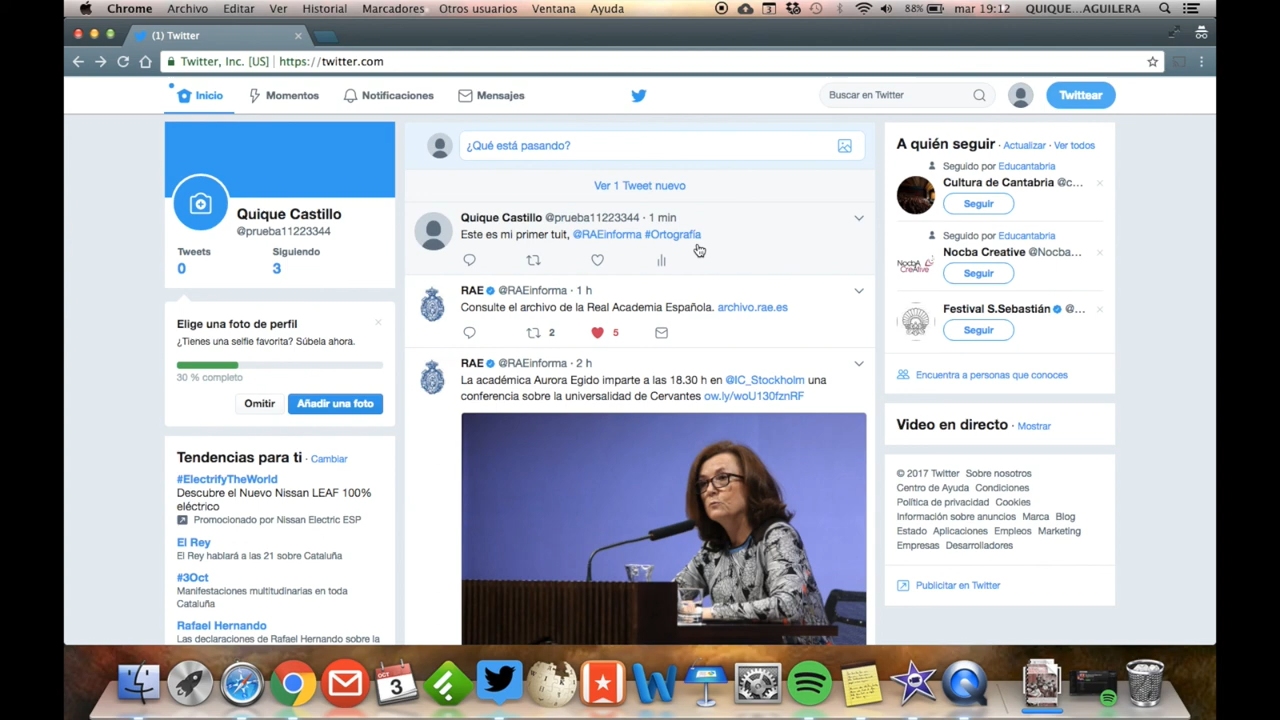 Chrome Archivo Editar Ver Historial Marcadores Otros usuarios Ventana Ayuda 3 88% mar 19:12 QUIQUE...AGUILERA
(1) Twitter
Twitter, Inc. [US] https://twitter.com
Inicio Momentos Notificaciones Mensajes Buscar en Twitter Twittear
Quique Castillo
@prueba11223344
Tweets Siguiendo
0 3
Elige una foto de perfil
¿Tienes una selfie favorita? Súbela ahora.
30 % completo
Omitir Añadir una foto
Tendencias para ti · Cambiar
#ElectrifyTheWorld
Descubre el Nuevo Nissan LEAF 100%
eléctrico
Promocionado por Nissan Electric ESP
El Rey
El Rey hablará a las 21 sobre Cataluña
#3Oct
Manifestaciones multitudinarias en toda
Cataluña
Rafael Hernando
Las declaraciones de Rafael Hernando sobre la
¿Qué está pasando?
Ver 1 Tweet nuevo
Quique Castillo @prueba11223344 · 1 min
Este es mi primer tuit, @RAEinforma #Ortografía
RAE @RAEinforma · 1 h
Consulte el archivo de la Real Academia Española. archivo.rae.es
2 5
RAE @RAEinforma · 2 h
La académica Aurora Egido imparte a las 18.30 h en @IC_Stockholm una
conferencia sobre la universalidad de Cervantes ow.ly/woU130fznRF
A quién seguir · Actualizar · Ver todos
Seguido por Educantabria
Cultura de Cantabria @c...
Seguir
Seguido por Educantabria
Nocba Creative @Nocba...
NocbA
CreAtive
Seguir
Festival S.Sebastián @...
Seguir
Encuentra a personas que conoces
Video en directo · Mostrar
© 2017 Twitter Sobre nosotros
Centro de Ayuda Condiciones
Política de privacidad Cookies
Información sobre anuncios Marca Blog
Estado Aplicaciones Empleos Marketing
Empresas Desarrolladores
Publicitar en Twitter
OCT
3
W
W